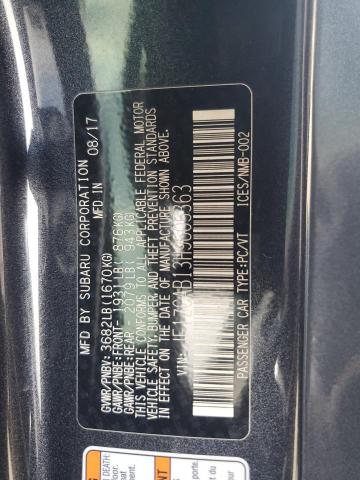 MFD. BY SUBARU CORPORATION 08/17
GVWR/PNBV:3682LB(1670KG)
GAWR/PNBE:FRONT- 1931LB( 876KG)
GAWR/PNBE:REAR - 2079LB( 943KG)
THIS VEHICLE CONFORMS TO ALL APPLICABLE FEDERAL MOTOR
VEHICLE SAFETY, BUMPER, AND THEFT PREVENTION STANDARDS
IN EFFECT ON THE DATE OF MANUFACTURE SHOWN ABOVE.
VIN:
PASSENGER CAR TYPE:PC/VT ICES/NMB-002